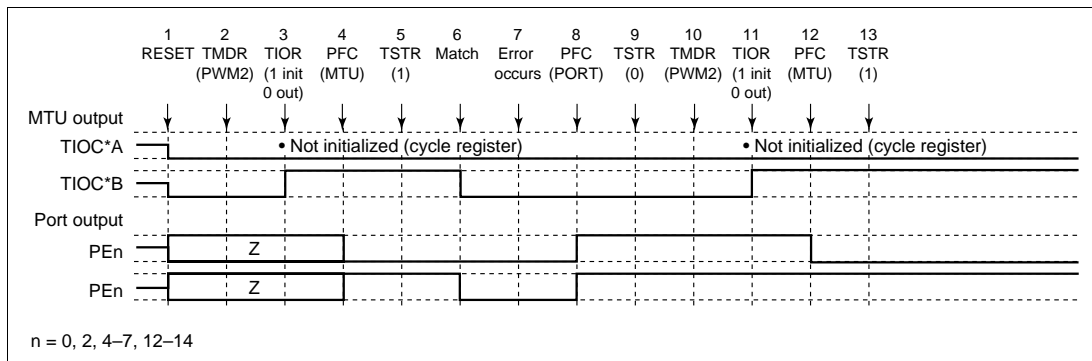 1 2 3 4 5 6 7 8 9 10 11 12 13
RESET TMDR TIOR PFC TSTR Match Error PFC TSTR TMDR TIOR PFC TSTR
(PWM2) (1 init (MTU) (1) occurs (PORT) (0) (PWM2) (1 init (MTU) (1)
0 out) 0 out)
MTU output
TIOC*A • Not initialized (cycle register) • Not initialized (cycle register)
TIOC*B
Port output
PEn Z
PEn Z
n = 0, 2, 4–7, 12–14